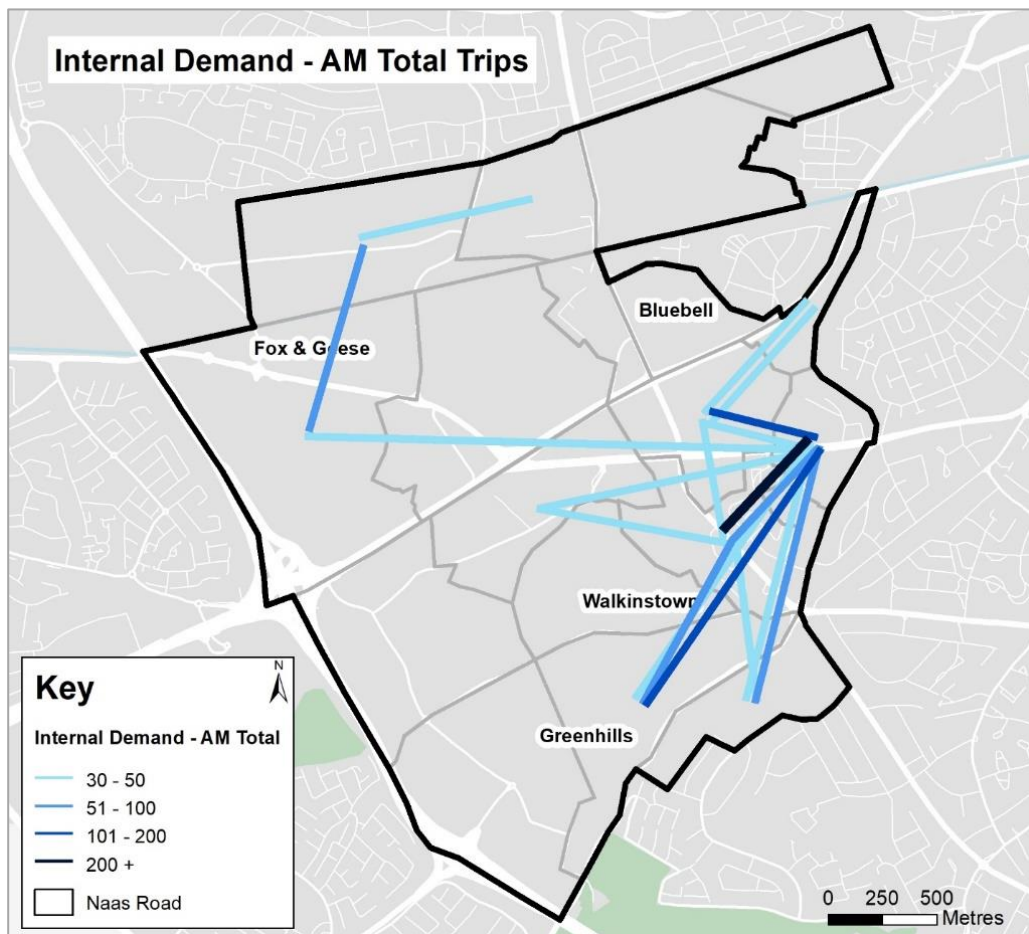 Internal Demand - AM Total Trips
Bluebell
Fox & Geese
Walkinstown
Greenhills
Key
N
Internal Demand - AM Total
30 - 50
51 - 100
101 - 200
200 +
Naas Road
0 250 500
Metres